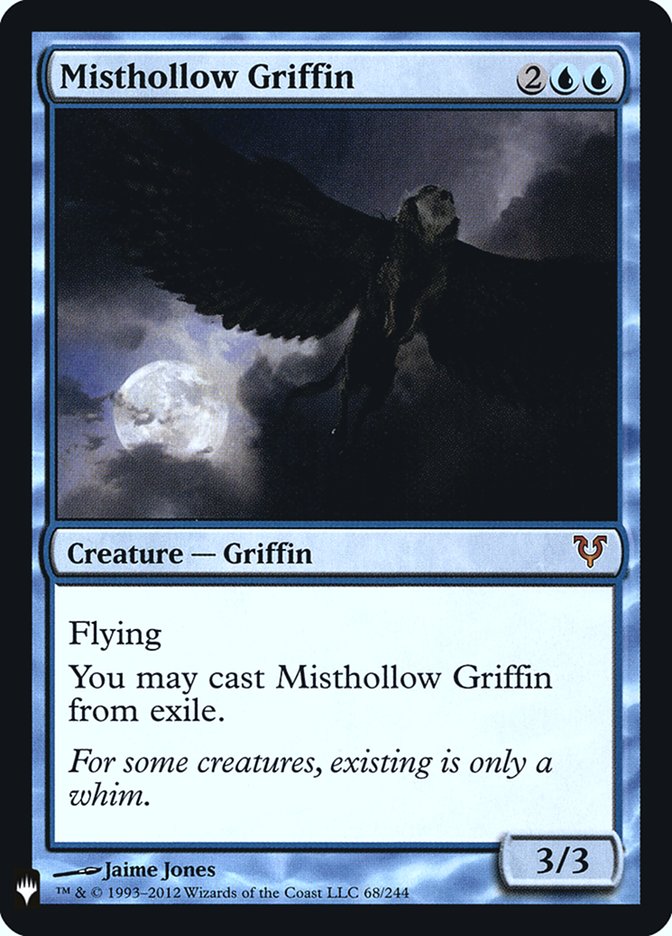 Misthollow Griffin 2
Creature — Griffin
Flying
You may cast Misthollow Griffin
from exile.
For some creatures, existing is only a
whim.
3/3
Jaime Jones
™ & © 1993–2012 Wizards of the Coast LLC 68/244